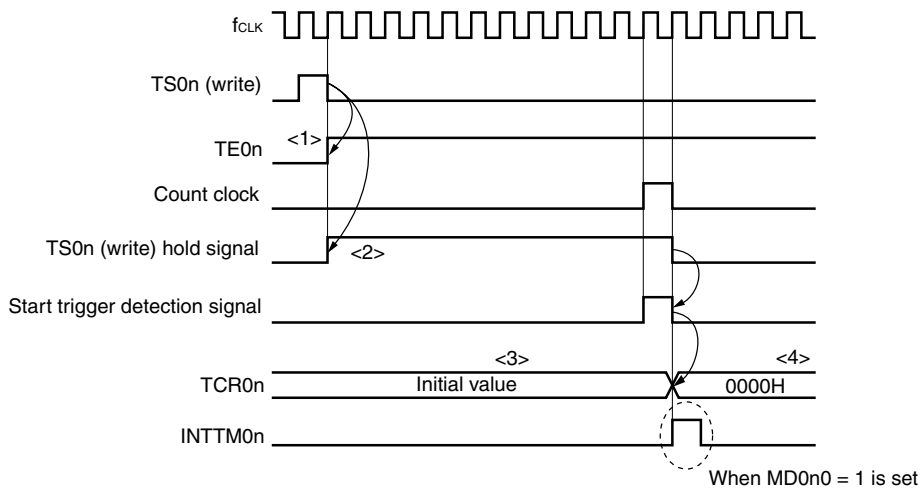 fCLK
TS0n (write)
<1>
TE0n
Count clock
TS0n (write) hold signal
<2>
Start trigger detection signal
<3>
<4>
TCR0n
Initial value
0000H
INTTM0n
When MD0n0 = 1 is set